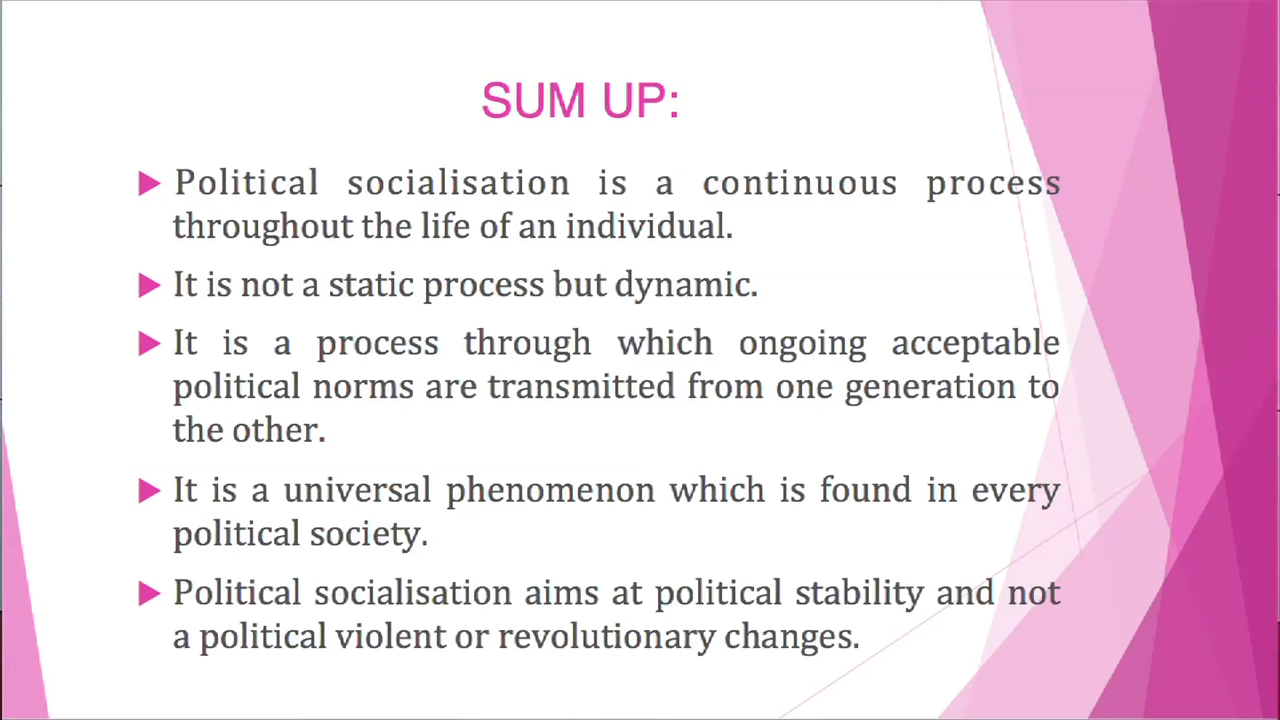 SUM UP:
Political socialisation is a continuous process
throughout the life of an individual.
It is not a static process but dynamic.
It is a process through which ongoing acceptable
political norms are transmitted from one generation to
the other.
It is a universal phenomenon which is found in every
political society.
Political socialisation aims at political stability and not
a political violent or revolutionary changes.